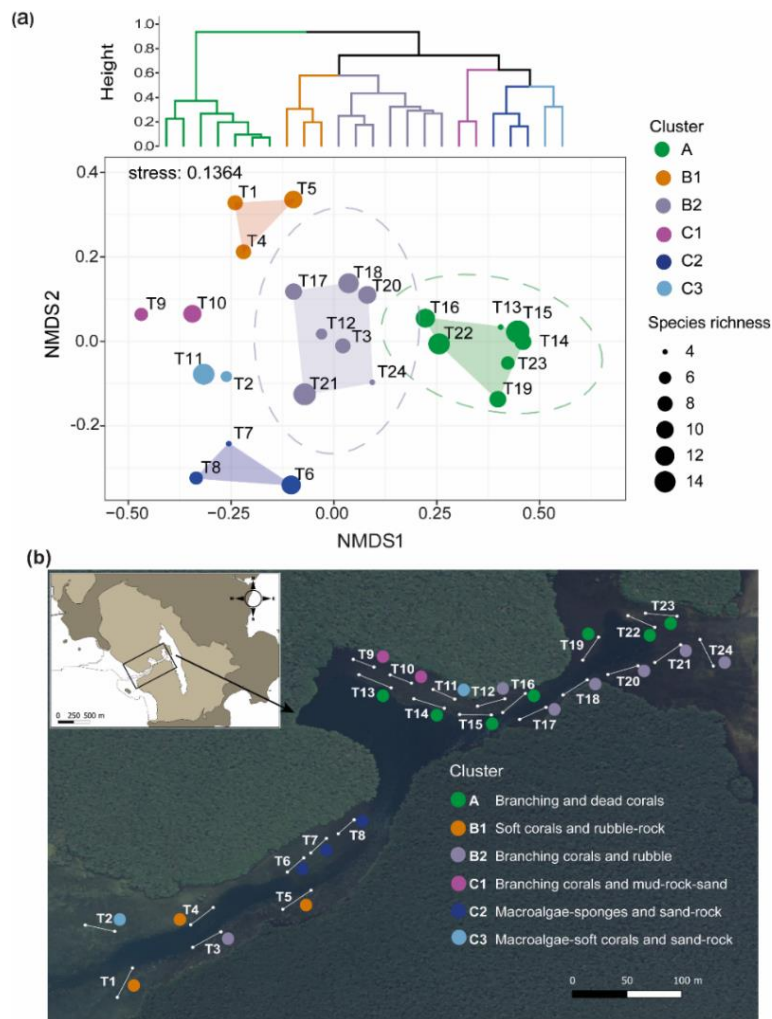 (a)
Height
1.0
0.8
0.6
0.4
0.2
0.0
stress: 0.1364
NMDS2
0.4
0.2
0.0
-0.2
T1
T5
T4
T17
T18
T20
T9
T10
T12
T3
T16
T13
T15
T22
T14
T11
T2
T23
T21
T24
T19
T7
T8
T6
−0.50
−0.25
0.00
0.25
0.50
NMDS1
Cluster
A
B1
B2
C1
C2
C3
Species richness
4
6
8
10
12
14
(b)
0 250 500 m
T23
T19
T22
T24
T21
T9
T10
T11
T12
T16
T20
T13
T18
T14
T15
T17
T8
T7
T6
T5
T4
T2
T3
T1
Cluster
A Branching and dead corals
B1 Soft corals and rubble-rock
B2 Branching corals and rubble
C1 Branching corals and mud-rock-sand
C2 Macroalgae-sponges and sand-rock
C3 Macroalgae-soft corals and sand-rock
0 50 100 m